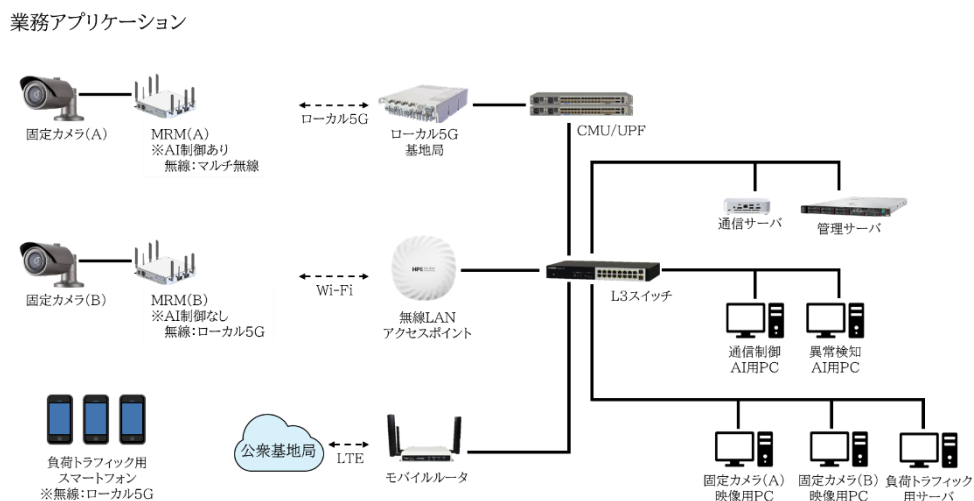 業務アプリケーション
固定カメラ(A)
MRM(A)
※AI制御あり
無線:マルチ無線
ローカル5G
ローカル5G
基地局
CMU/UPF
通信サーバ
管理サーバ
固定カメラ(B)
MRM(B)
※AI制御なし
無線:ローカル5G
Wi-Fi
HPE
無線LAN
アクセスポイント
L3スイッチ
通信制御
AI用PC
異常検知
AI用PC
負荷トラフィック用
スマートフォン
※無線:ローカル5G
公衆基地局
LTE
モバイルルータ
固定カメラ(A)
映像用PC
固定カメラ(B)
映像用PC
負荷トラフィック
用サーバ